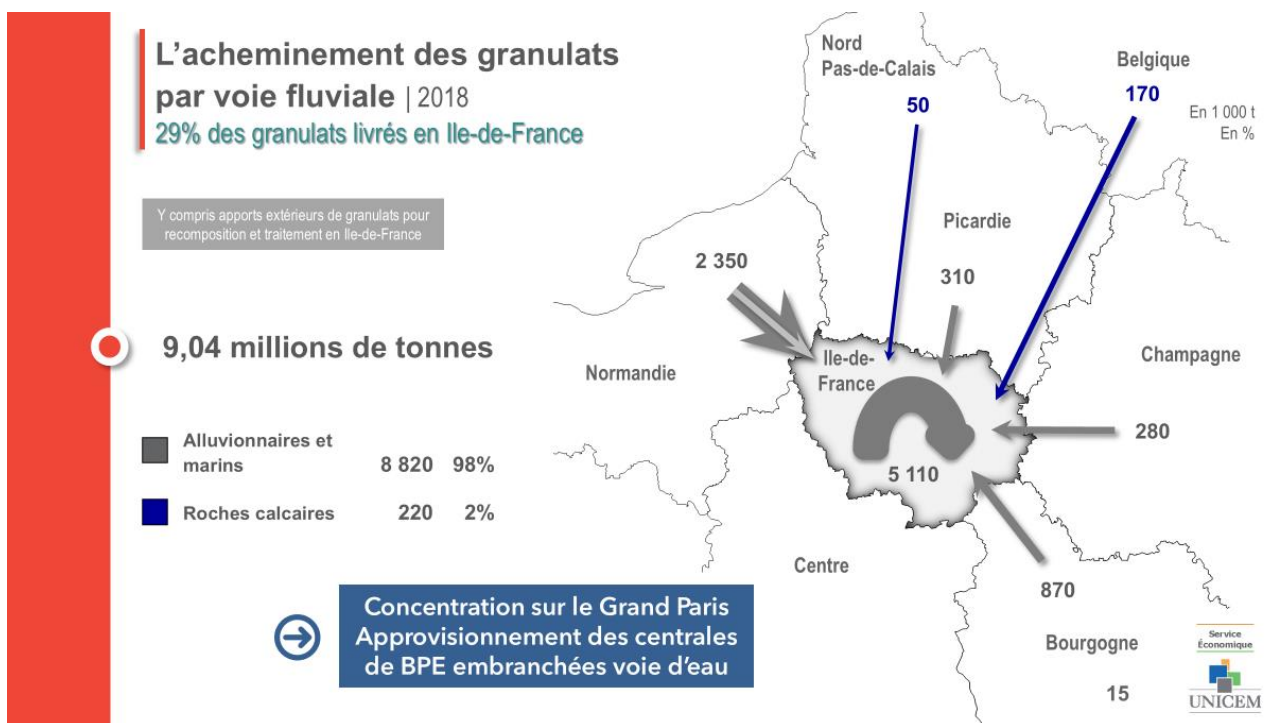 L’acheminement des granulats
par voie fluviale | 2018
29% des granulats livrés en Ile-de-France
Y compris apports extérieurs de granulats pour
recomposition et traitement en Ile-de-France
9,04 millions de tonnes
Alluvionnaires et
marins 8 820 98%
Roches calcaires 220 2%
Concentration sur le Grand Paris
Approvisionnement des centrales
de BPE embranchées voie d’eau
Nord
Pas-de-Calais
50
Belgique
170
En 1 000 t
En %
Picardie
310
2 350
Normandie
Ile-de-
France
5 110
Champagne
280
Centre
870
Bourgogne
15
Service
Économique
UNICEM